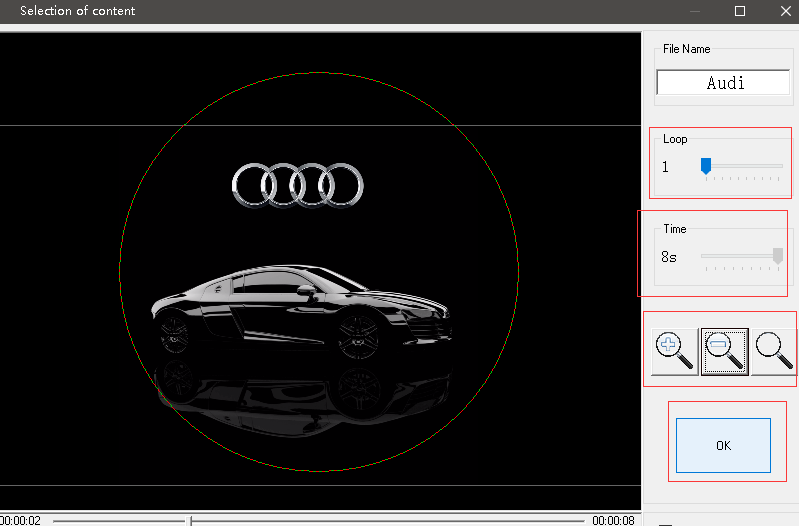 Selection of content
File Name
Audi
Loop
1
Time
8s
OK
00:00:02
00:00:08